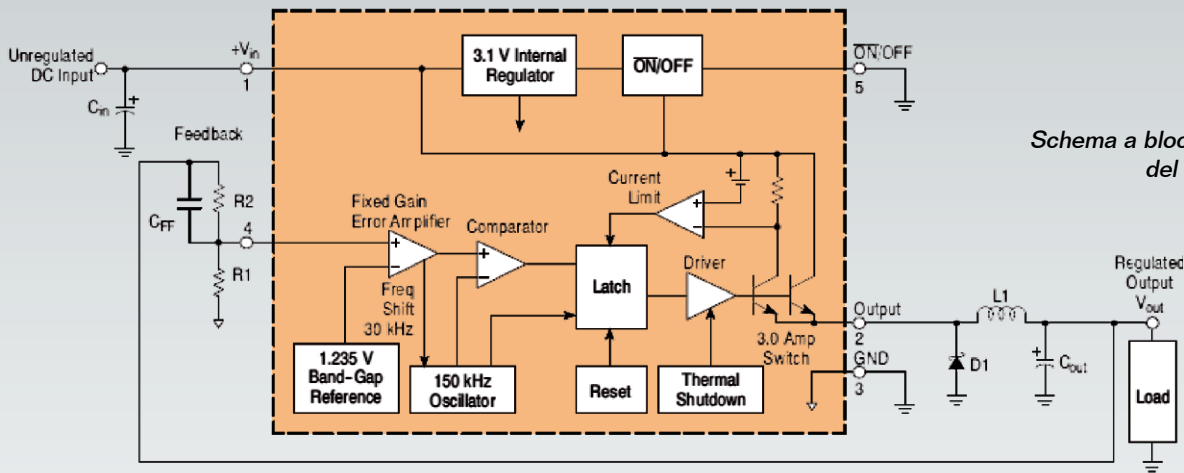 Unregulated
DC Input
+Vin
1
Cin
+
3.1 V Internal
Regulator
ON/OFF
ON/OFF
5
Feedback
Schema a bloc
del
CFF
R2
4
R1
Fixed Gain
Error Amplifier
+
−
Comparator
+
−
Current
Limit
+
−
+
Freq
Shift
30 kHz
Latch
Driver
1.235 V
Band-Gap
Reference
150 kHz
Oscillator
Reset
Thermal
Shutdown
3.0 Amp
Switch
Output
2
GND
3
L1
D1
+
Cout
Regulated
Output
Vout
Load